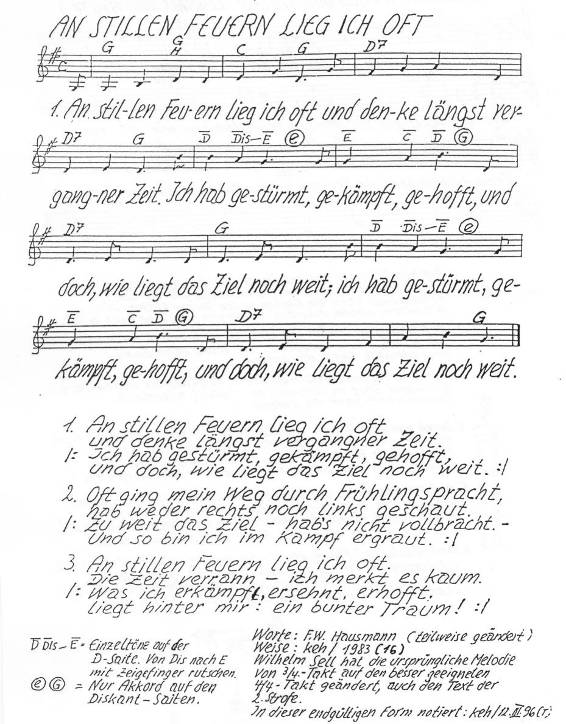 AN STILLEN FEUERN LIEG ICH OFT
G G/H C G D7
1. An stil-len Feu-ern lieg ich oft und den-ke längst ver-
D7 G D Dis–E e E C D G
gang-ner Zeit. Ich hab ge-stürmt, ge-kämpft, ge-hofft, und
D7 G D Dis–E e
doch, wie liegt das Ziel noch weit; ich hab ge-stürmt, ge-
E C D G D7 G
kämpft, ge-hofft, und doch, wie liegt das Ziel noch weit.
1. An stillen Feuern lieg ich oft
und denke längst vergangner Zeit.
|: Ich hab gestürmt, gekämpft, gehofft,
und doch, wie liegt das Ziel noch weit. :|
2. Oft ging mein Weg durch Frühlingspracht,
hab weder rechts noch links geschaut.
|: Zu weit das Ziel – habs nicht vollbracht. –
Und so bin ich im Kampf ergraut. :|
3. An stillen Feuern lieg ich oft.
Die Zeit verrann – ich merkt es kaum.
|: Was ich erkämpft, ersehnt, erhofft,
liegt hinter mir: ein bunter Traum! :|
D Dis – E = Einzeltöne auf der
D-Saite. Von Dis nach E
mit Zeigefinger rutschen.
e G = Nur Akkord auf den
Diskant-Saiten.
Worte: F.W. Hausmann (teilweise geändert)
Weise: keh / 1983 (16)
Wilhelm Sell hat die ursprüngliche Melodie
von 3/4-Takt auf den besser geeigneten
4/4-Takt geändert, auch den Text der
2. Strofe.
In dieser endgültigen Form notiert: keh/12.III.96